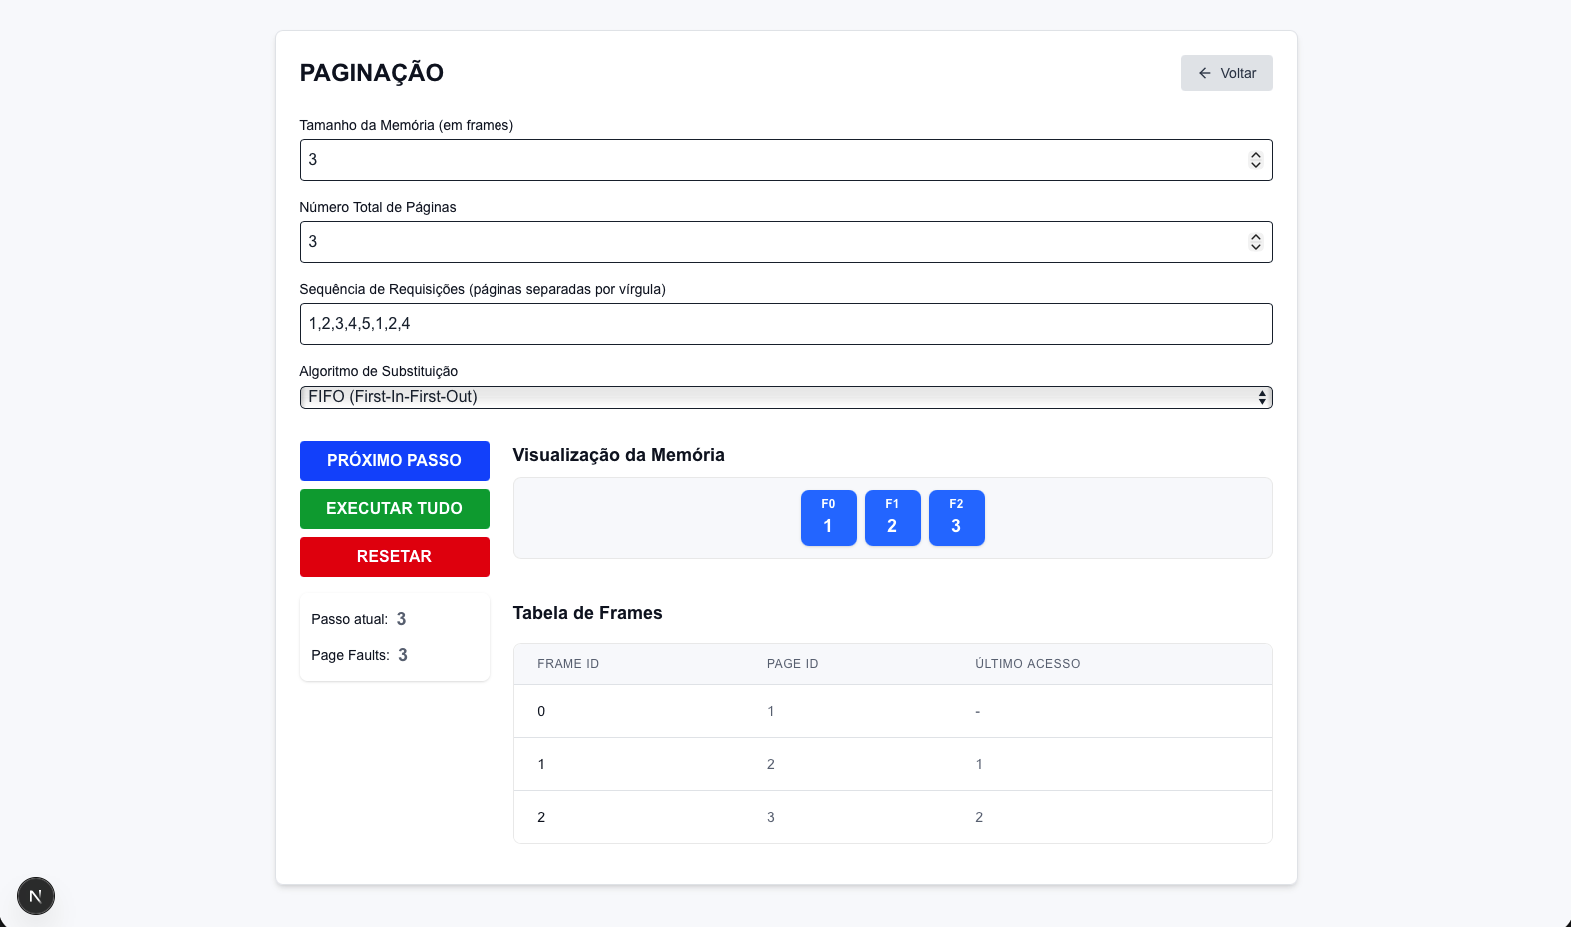 PAGINAÇÃO
← Voltar
Tamanho da Memória (em frames)
3
Número Total de Páginas
3
Sequência de Requisições (páginas separadas por vírgula)
1,2,3,4,5,1,2,4
Algoritmo de Substituição
FIFO (First-In-First-Out)
PRÓXIMO PASSO
EXECUTAR TUDO
RESETAR
Passo atual: 3
Page Faults: 3
Visualização da Memória
F0 F1 F2
1 2 3
Tabela de Frames
FRAME ID PAGE ID ÚLTIMO ACESSO
0 1 -
1 2 1
2 3 2
N